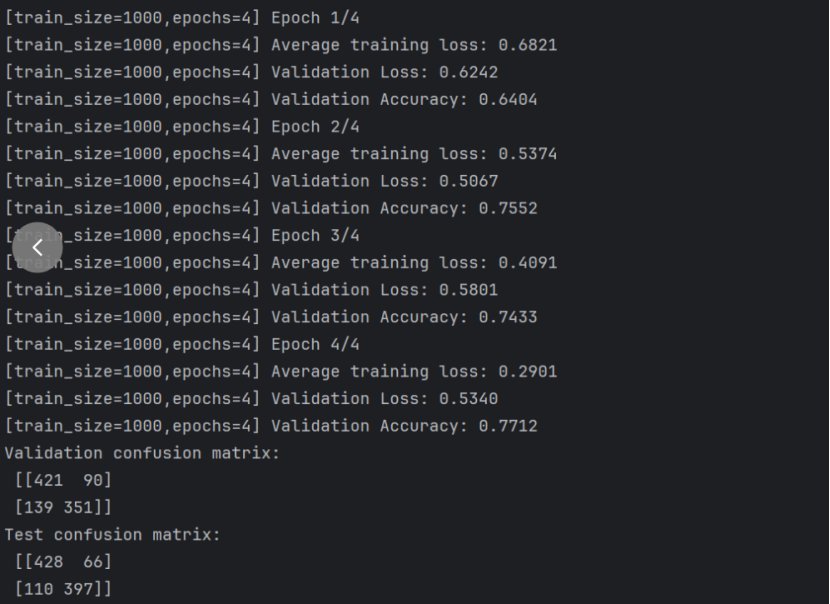 [train_size=1000,epochs=4] Epoch 1/4
[train_size=1000,epochs=4] Average training loss: 0.6821
[train_size=1000,epochs=4] Validation Loss: 0.6242
[train_size=1000,epochs=4] Validation Accuracy: 0.6404
[train_size=1000,epochs=4] Epoch 2/4
[train_size=1000,epochs=4] Average training loss: 0.5374
[train_size=1000,epochs=4] Validation Loss: 0.5067
[train_size=1000,epochs=4] Validation Accuracy: 0.7552
[train_size=1000,epochs=4] Epoch 3/4
[train_size=1000,epochs=4] Average training loss: 0.4091
[train_size=1000,epochs=4] Validation Loss: 0.5801
[train_size=1000,epochs=4] Validation Accuracy: 0.7433
[train_size=1000,epochs=4] Epoch 4/4
[train_size=1000,epochs=4] Average training loss: 0.2901
[train_size=1000,epochs=4] Validation Loss: 0.5340
[train_size=1000,epochs=4] Validation Accuracy: 0.7712
Validation confusion matrix:
 [[421  90]
 [139 351]]
Test confusion matrix:
 [[428  66]
 [110 397]]